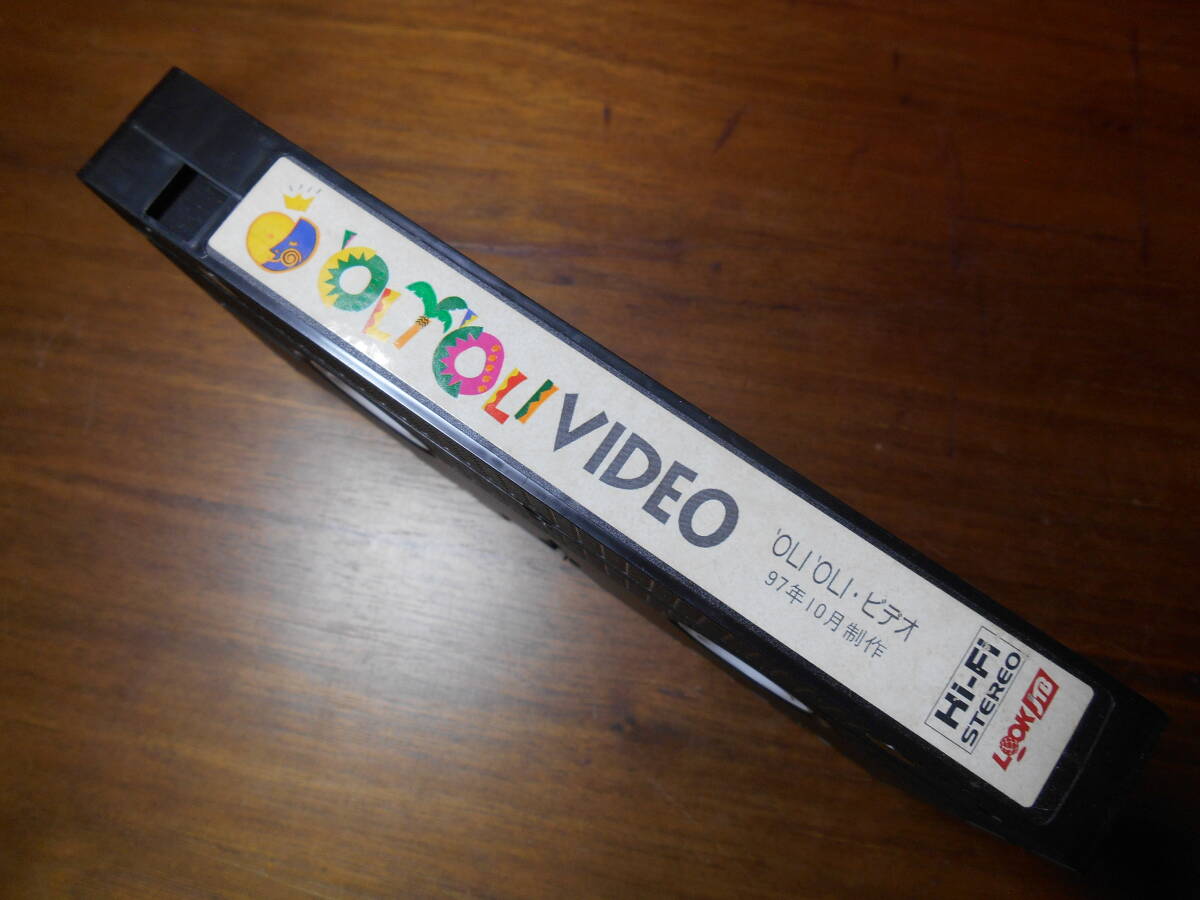 'OLI'OLI VIDEO
'OLI 'OLI・ビデオ
97年10月制作
Hi-Fi
STEREO
LOOK JTB